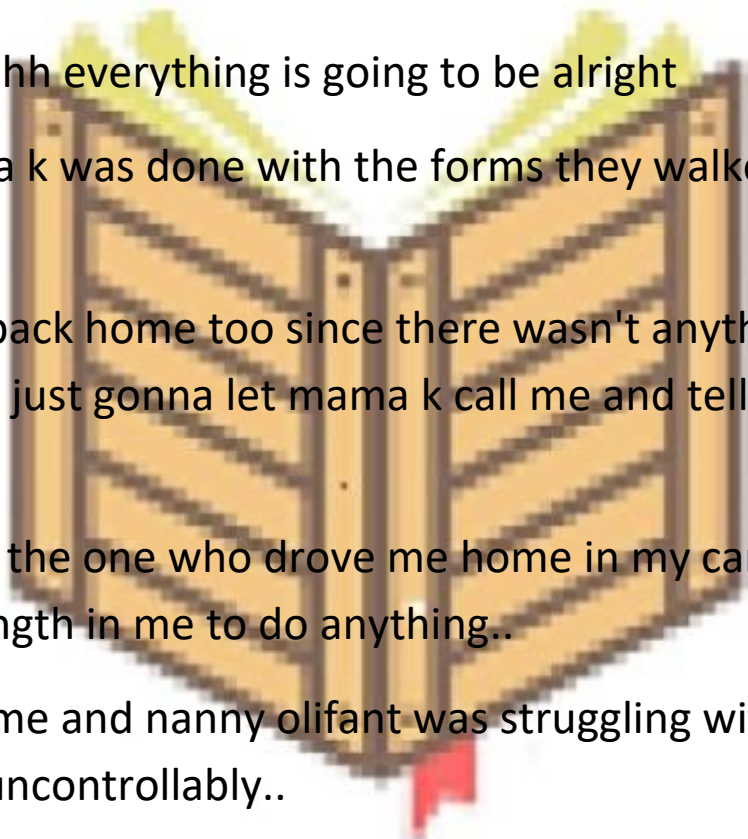 hh everything is going to be alright
a k was done with the forms they walke
back home too since there wasn't anyth
just gonna let mama k call me and tell
the one who drove me home in my car
ngth in me to do anything..
me and nanny olifant was struggling wi
uncontrollably..